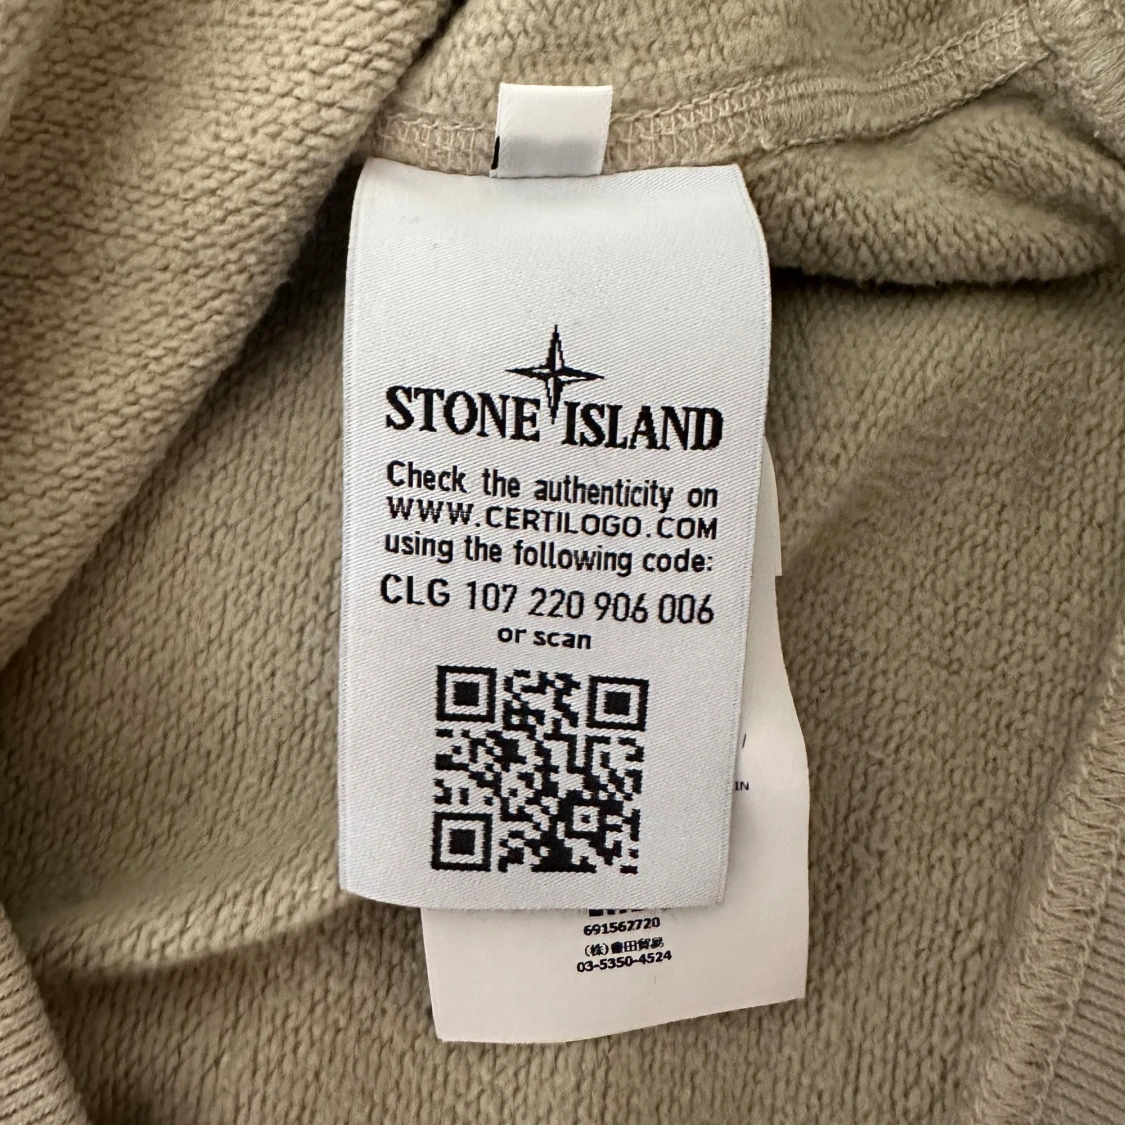 STONE ISLAND
Check the authenticity on
WWW.CERTILOGO.COM
using the following code:
CLG 107 220 906 006
or scan
/
IN
691562720
(株)田貿易
03-5350-4524